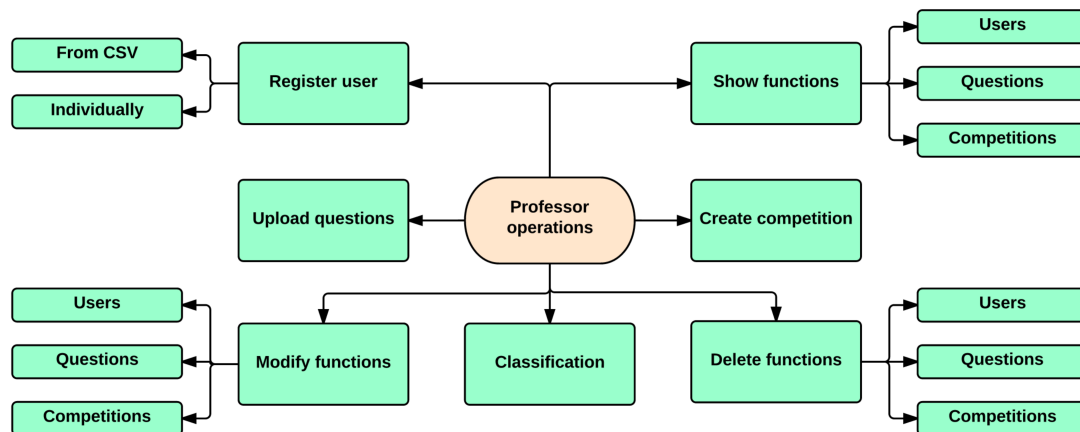 Users
From CSV
Register user
Show functions
Questions
Individually
Competitions
Upload questions
Professor
operations
Create competition
Users
Users
Questions
Modify functions
Classification
Delete functions
Questions
Competitions
Competitions